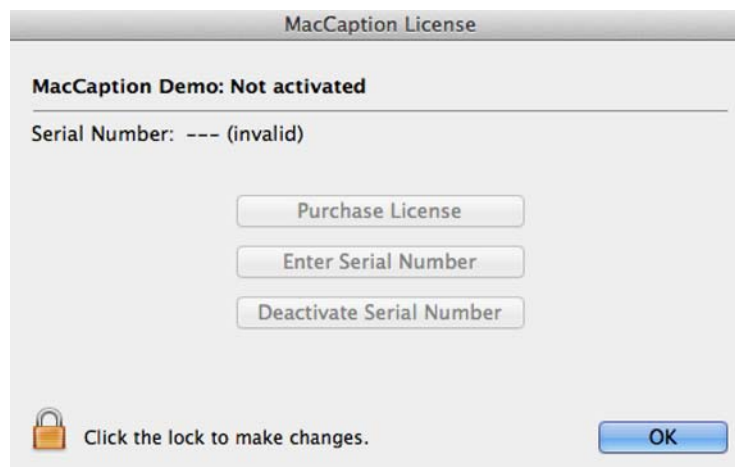 MacCaption License
MacCaption Demo: Not activated
Serial Number: --- (invalid)
Purchase License
Enter Serial Number
Deactivate Serial Number
Click the lock to make changes.
OK